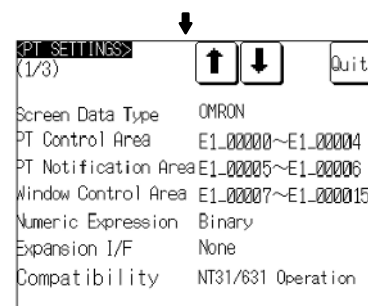 <PT SETTINGS>
(1/3)
Quit
Screen Data Type OMRON
PT Control Area E1_00000~E1_00004
PT Notification Area E1_00005~E1_00006
Window Control Area E1_00007~E1_000015
Numeric Expression Binary
Expansion I/F None
Compatibility NT31/631 Operation